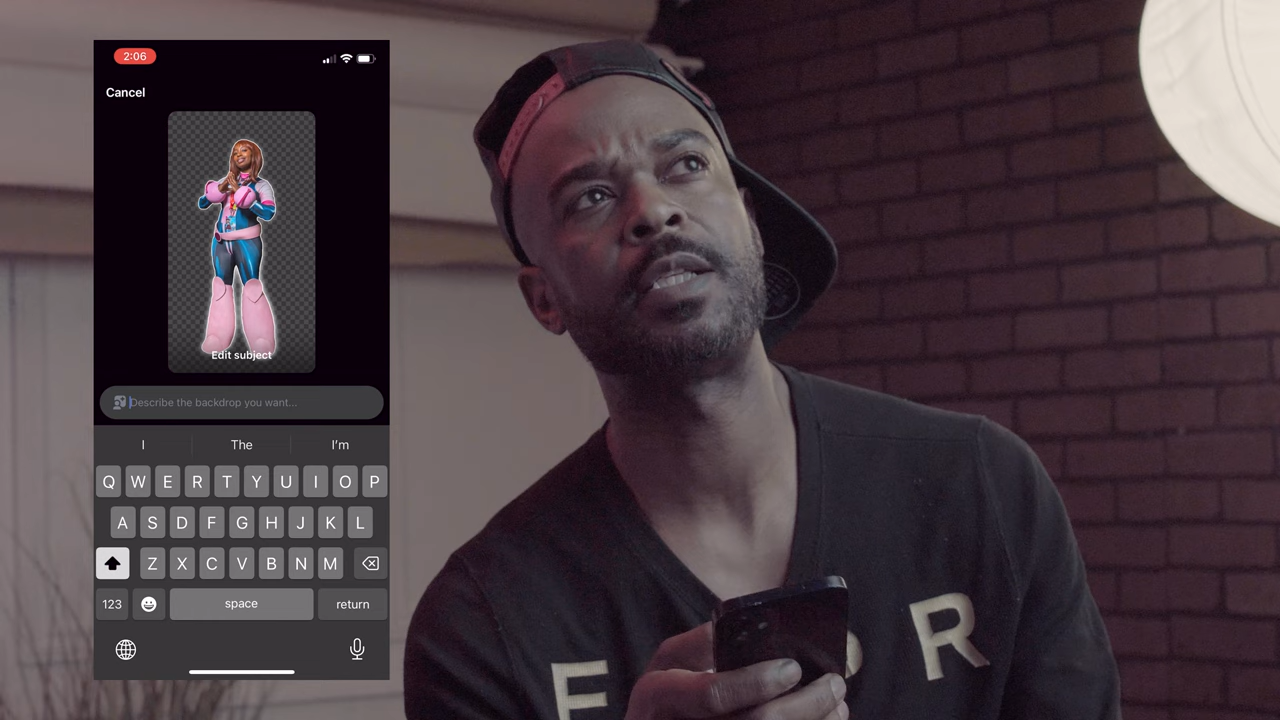 2:06
Cancel
Edit subject
Describe the backdrop you want...
I The I'm
Q W E R T Y U I O P
A S D F G H J K L
Z X C V B N M
123 space return
F R